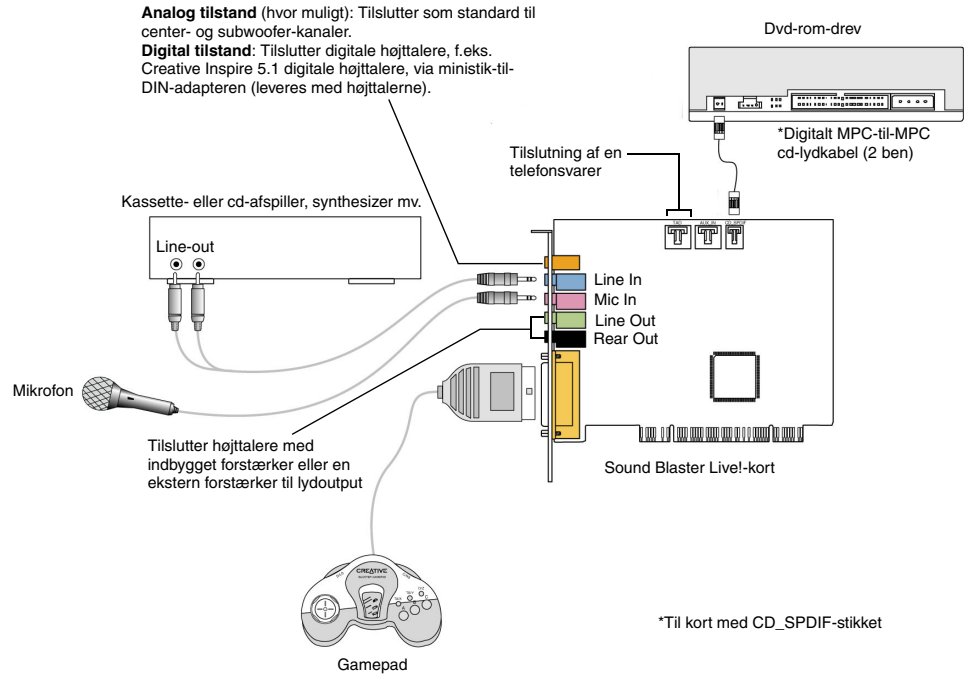 Analog tilstand (hvor muligt): Tilslutter som standard til
center- og subwoofer-kanaler.
Digital tilstand: Tilslutter digitale højttalere, f.eks.
Creative Inspire 5.1 digitale højttalere, via ministik-til-
DIN-adapteren (leveres med højttalerne).
Dvd-rom-drev
*Digitalt MPC-til-MPC
cd-lydkabel (2 ben)
Tilslutning af en
telefonsvarer
Kassette- eller cd-afspiller, synthesizer mv.
Line-out
TAD
AUX_IN
CD_SPDIF
Line In
Mic In
Line Out
Rear Out
Mikrofon
Tilslutter højttalere med
indbygget forstærker eller en
ekstern forstærker til lydoutput
Sound Blaster Live!-kort
CREATIVE
*Til kort med CD_SPDIF-stikket
Gamepad